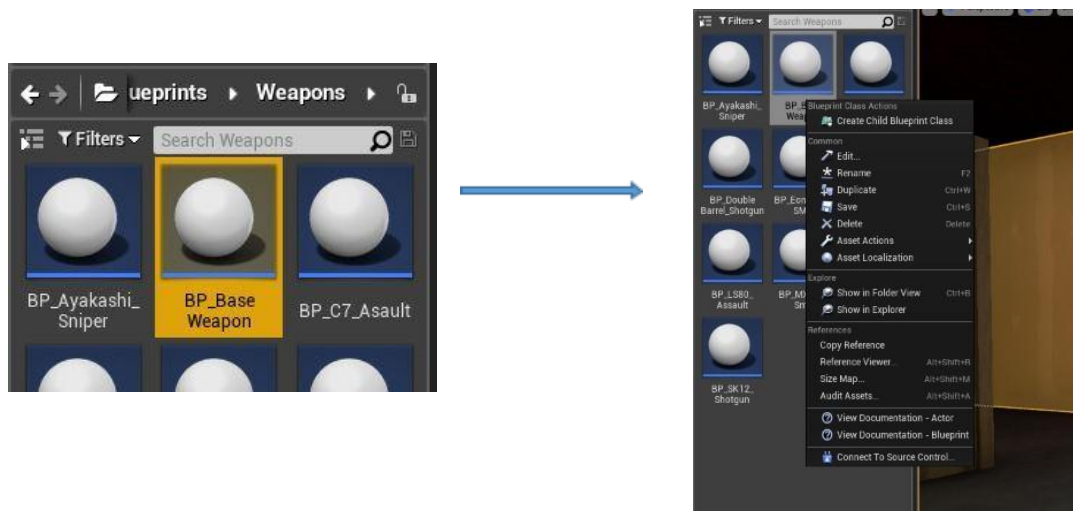 ueprints Weapons
Filters Search Weapons
BP_Ayakashi_
Sniper
BP_Base
Weapon
BP_C7_Asault
Filters Search Weapons
BP_Ayakashi_
Sniper
BP_Double
Barrel_Shotgun
BP_LS80_
Assault
BP_SK12_
Shotgun
Blueprint Class Actions
Create Child Blueprint Class
Common
Edit...
Rename F2
Duplicate Ctrl+W
Save Ctrl+S
Delete Delete
Asset Actions
Asset Localization
Explore
Show in Folder View Ctrl+B
Show in Explorer
References
Copy Reference
Reference Viewer... Alt+Shift+R
Size Map... Alt+Shift+M
Audit Assets... Alt+Shift+A
View Documentation - Actor
View Documentation - Blueprint
Connect To Source Control...